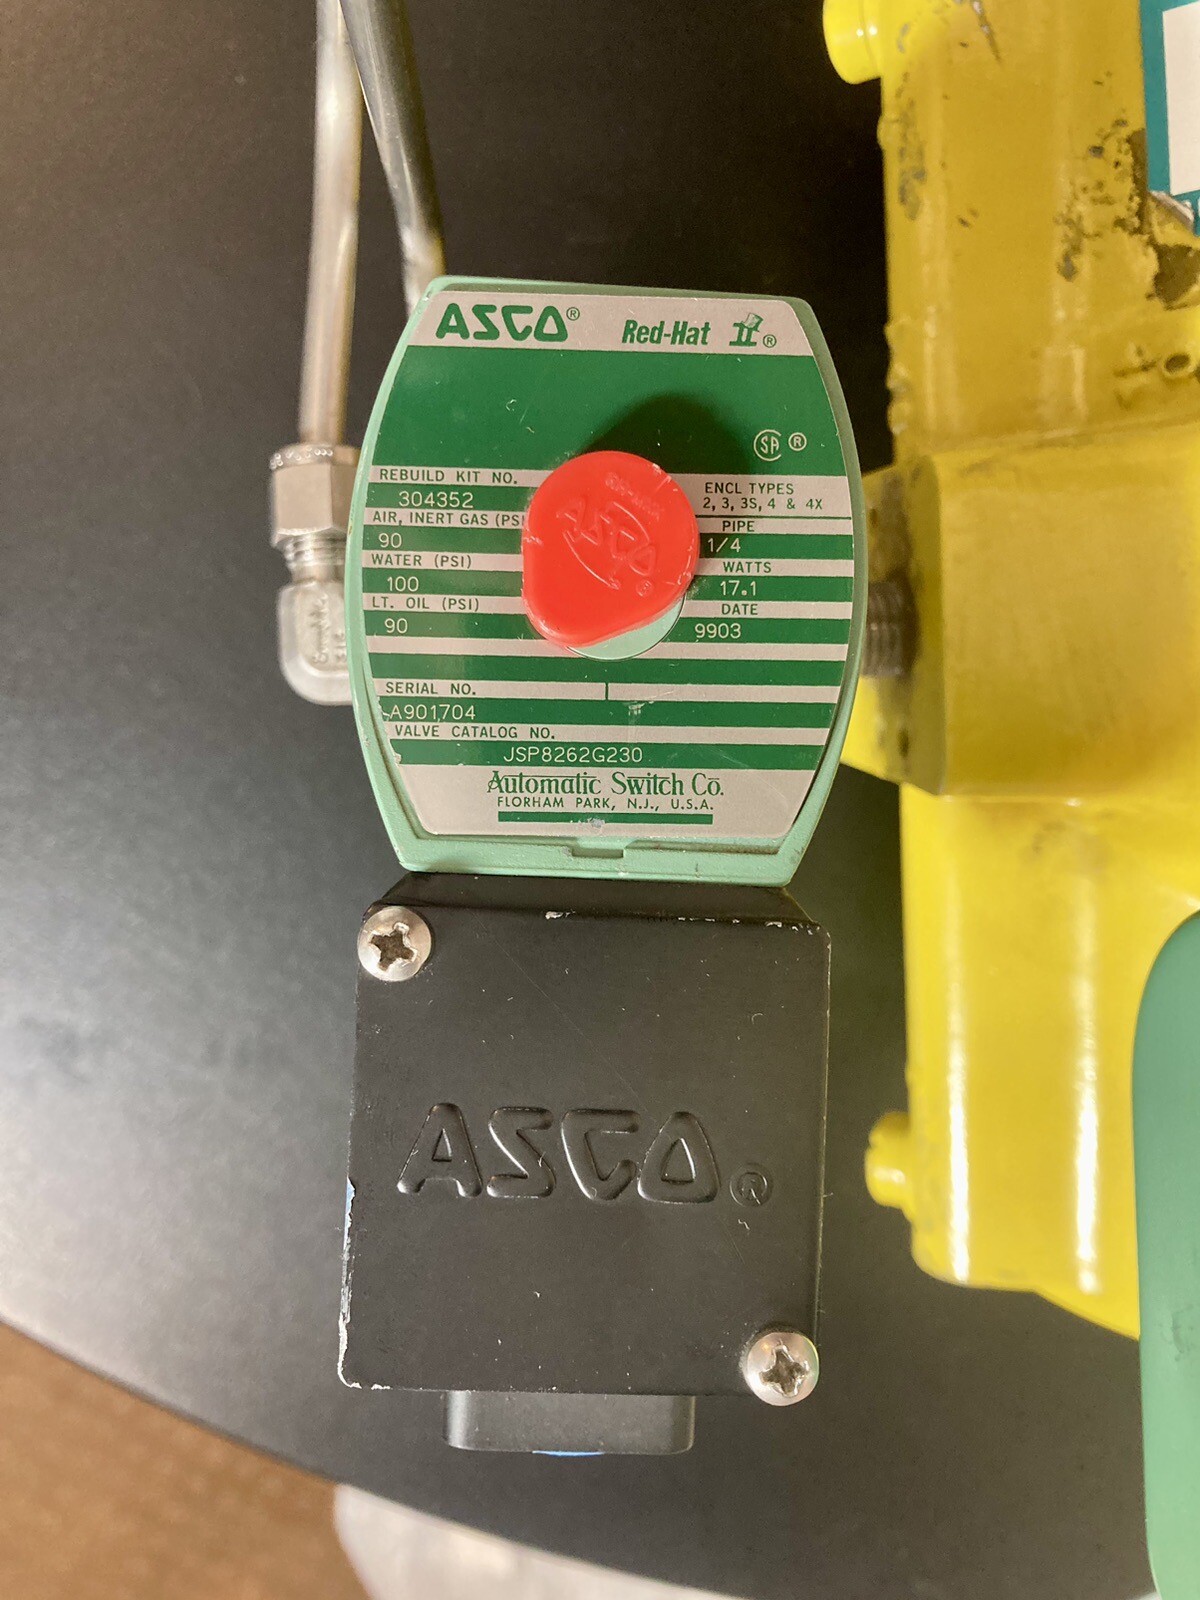 ASCO® Red-Hat II®
SA ®
REBUILD KIT NO.
304352
ENCL TYPES
2, 3, 3S, 4 & 4X
AIR, INERT GAS (PSI
90
PIPE
1/4
WATER (PSI)
100
WATTS
17.1
LT. OIL (PSI)
90
DATE
9903
ASCO®
SERIAL NO.
A901704
VALVE CATALOG NO.
JSP8262G230
Automatic Switch Co.
FLORHAM PARK, N.J., U.S.A.
ASCO®